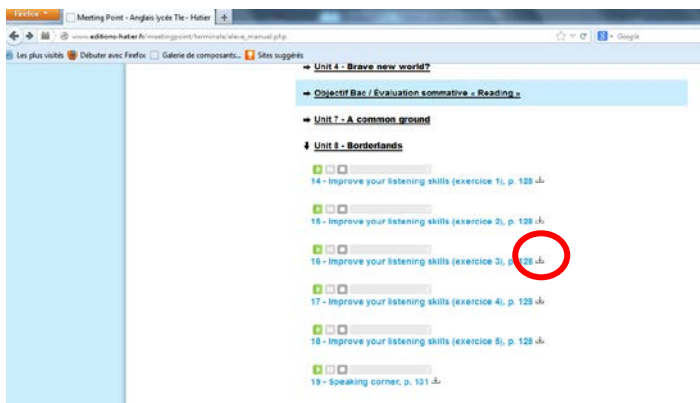 Firefox
Meeting Point - Anglais lycée Tle - Hatier
www.editions-hatier.fr/meetingpoint/terminale/eleve_manuel.php
Google
Les plus visités
Débuter avec Firefox
Galerie de composants...
Sites suggérés
Unit 4 - Brave new world?
Objectif Bac / Évaluation sommative « Reading »
Unit 7 - A common ground
Unit 8 - Borderlands
14 - Improve your listening skills (exercice 1), p. 128
15 - Improve your listening skills (exercice 2), p. 128
16 - Improve your listening skills (exercice 3), p. 128
17 - Improve your listening skills (exercice 4), p. 128
18 - Improve your listening skills (exercice 5), p. 128
19 - Speaking corner, p. 131